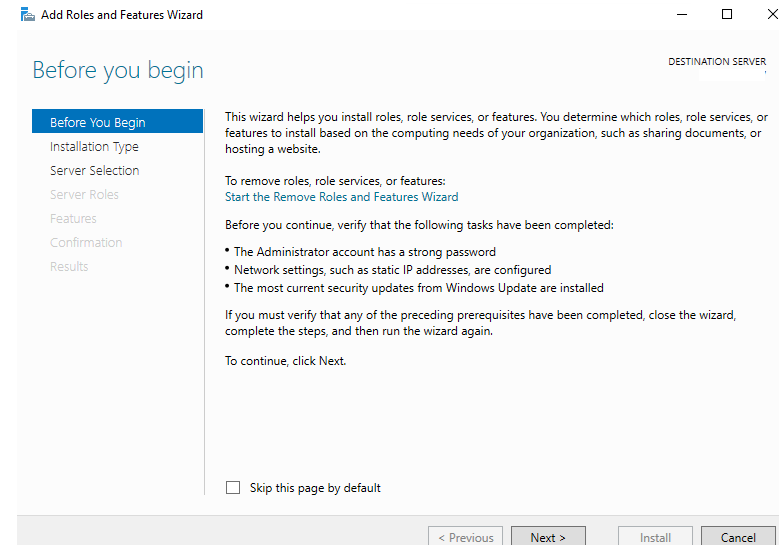 Add Roles and Features Wizard
Before you begin
DESTINATION SERVER
Before You Begin
Installation Type
Server Selection
Server Roles
Features
Confirmation
Results
This wizard helps you install roles, role services, or features. You determine which roles, role services, or
features to install based on the computing needs of your organization, such as sharing documents, or
hosting a website.
To remove roles, role services, or features:
Start the Remove Roles and Features Wizard
Before you continue, verify that the following tasks have been completed:
• The Administrator account has a strong password
• Network settings, such as static IP addresses, are configured
• The most current security updates from Windows Update are installed
If you must verify that any of the preceding prerequisites have been completed, close the wizard,
complete the steps, and then run the wizard again.
To continue, click Next.
Skip this page by default
< Previous
Next >
Install
Cancel